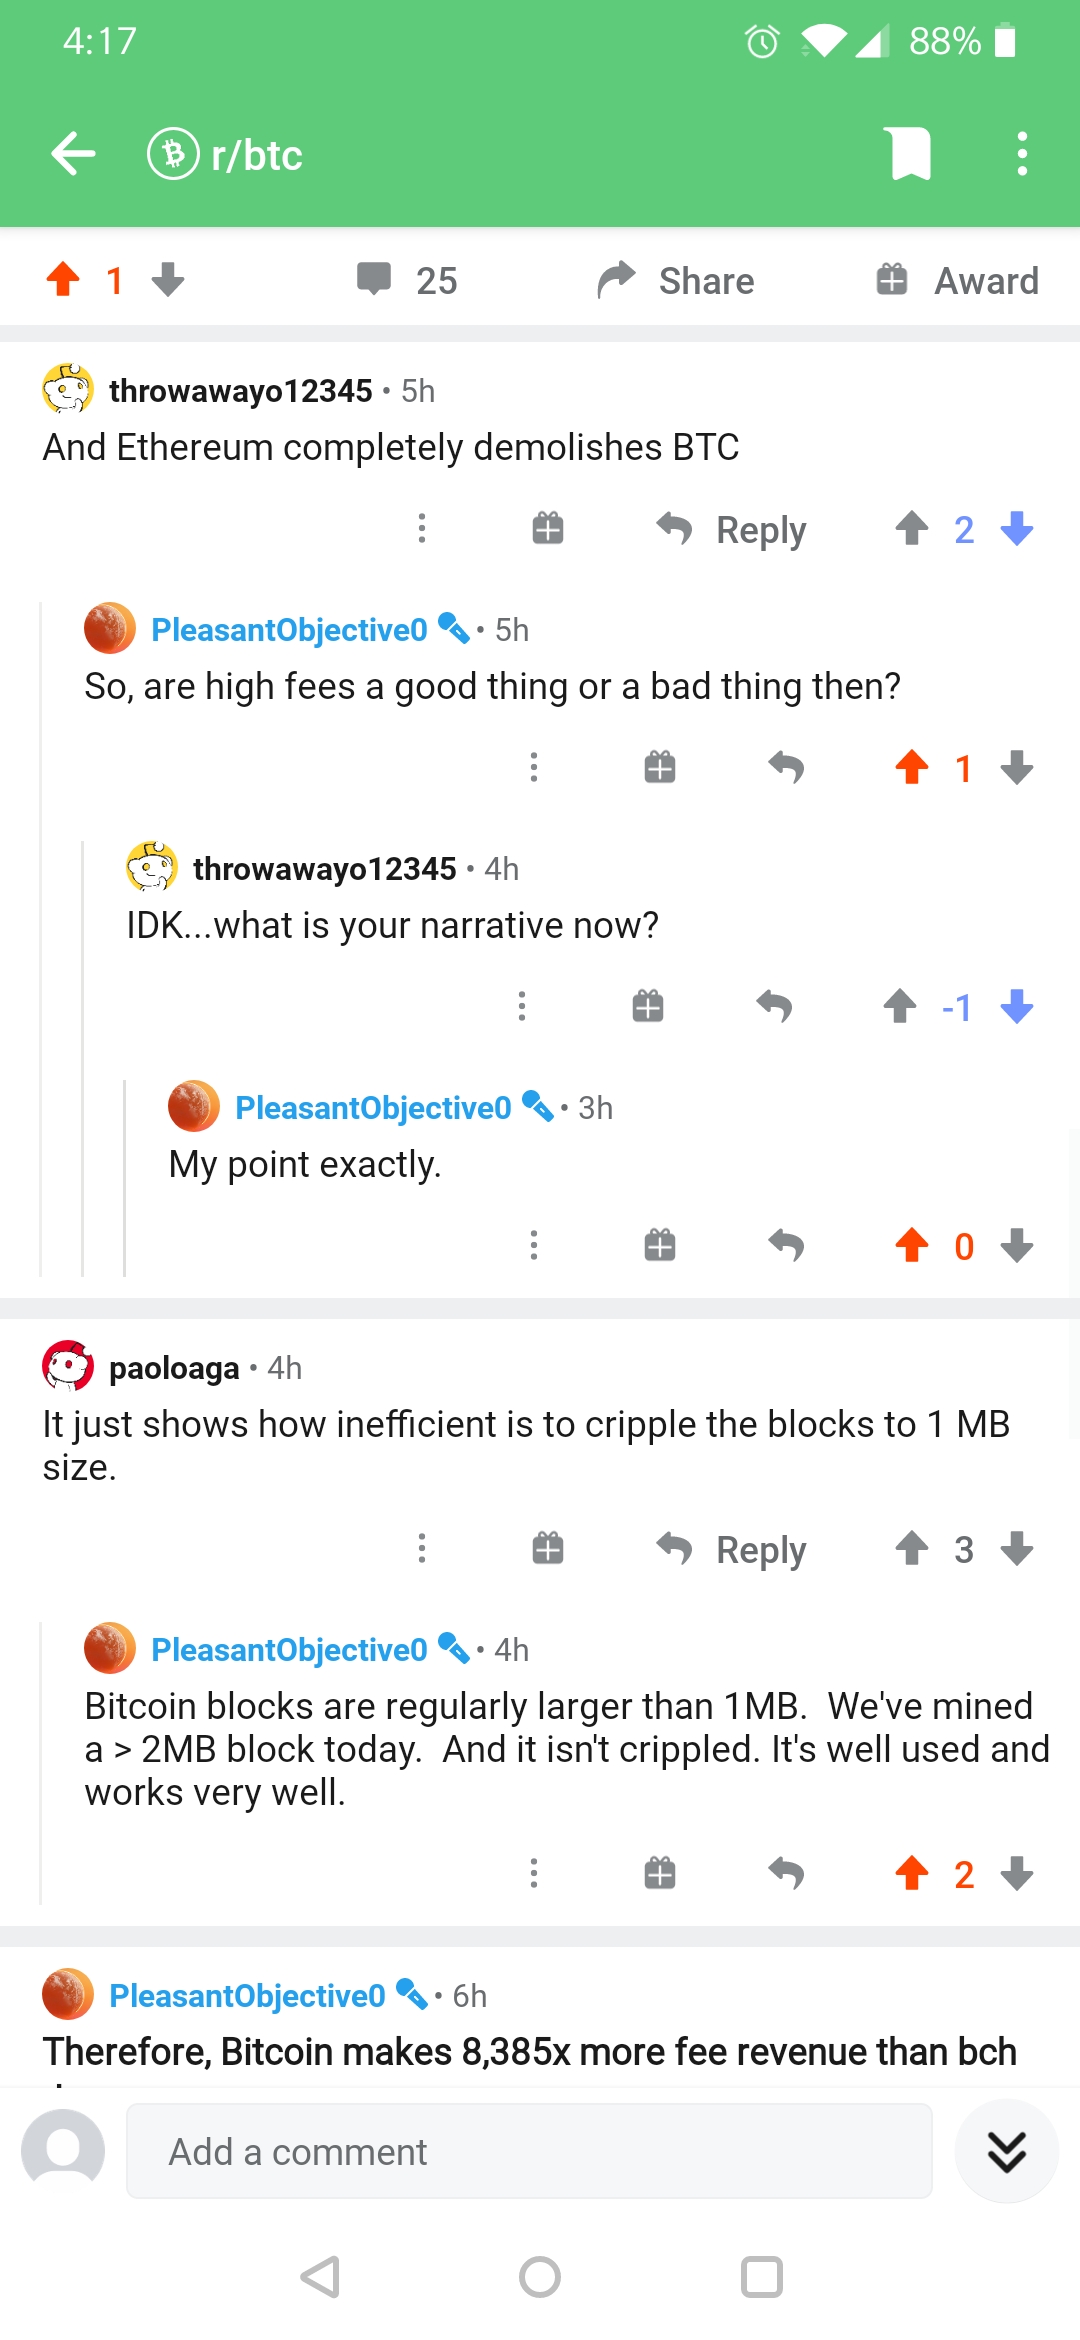 4:17 88%
r/btc
1 25 Share Award
throwawayo12345 • 5h
And Ethereum completely demolishes BTC
Reply 2
PleasantObjective0 • 5h
So, are high fees a good thing or a bad thing then?
1
throwawayo12345 • 4h
IDK...what is your narrative now?
-1
PleasantObjective0 • 3h
My point exactly.
0
paoloaga • 4h
It just shows how inefficient is to cripple the blocks to 1 MB
size.
Reply 3
PleasantObjective0 • 4h
Bitcoin blocks are regularly larger than 1MB.  We've mined
a > 2MB block today.  And it isn't crippled. It's well used and
works very well.
2
PleasantObjective0 • 6h
Therefore, Bitcoin makes 8,385x more fee revenue than bch
Add a comment